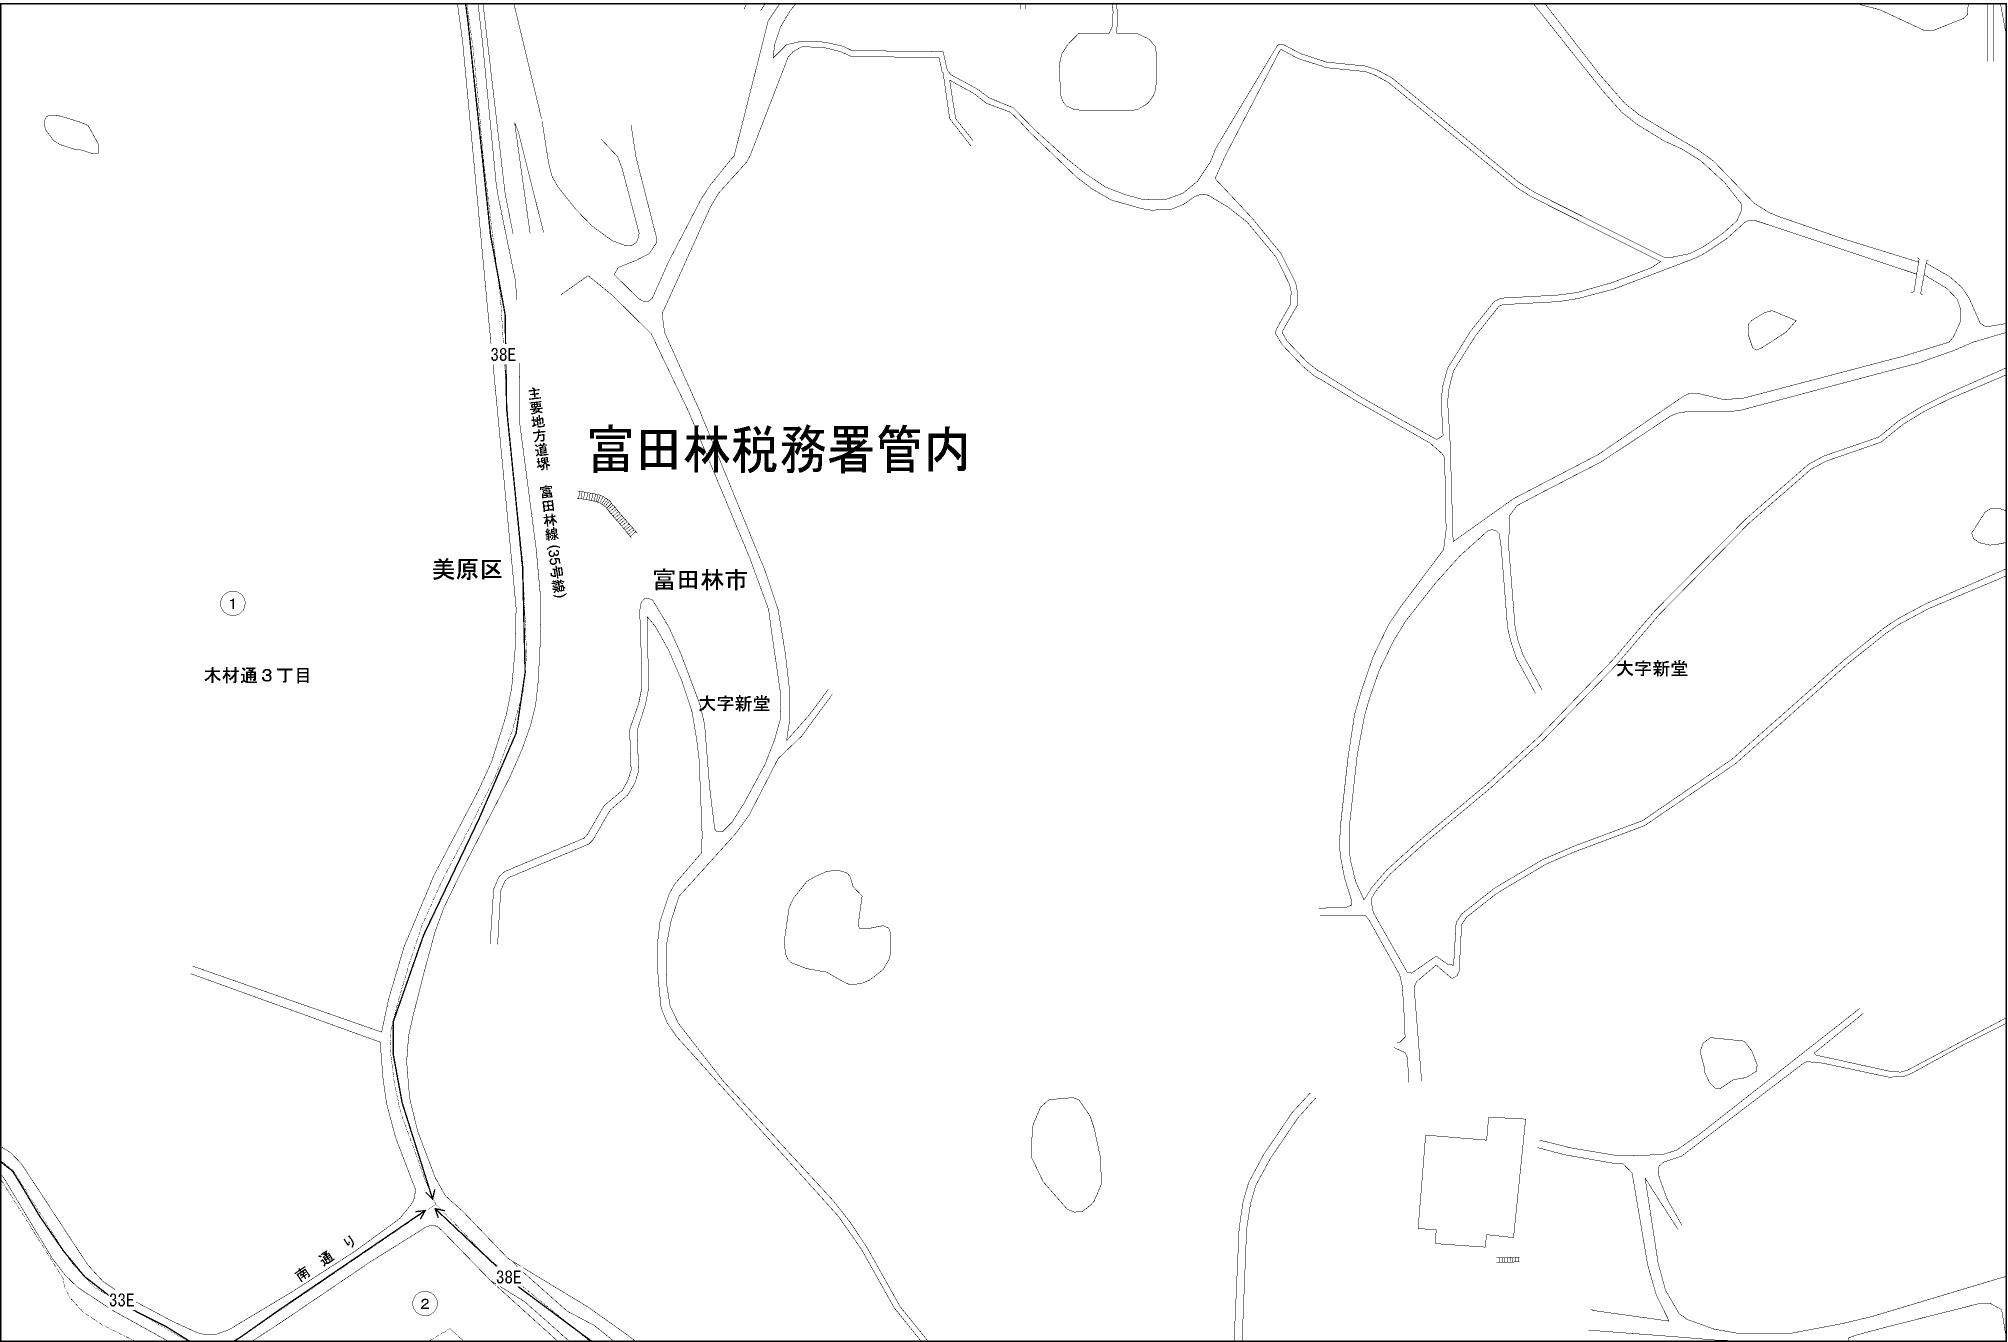 38E
主要地方道堺 富田林線(35号線)
富田林税務署管内
美原区
富田林市
1
木材通3丁目
大字新堂
大字新堂
南通り
38E
33E
2